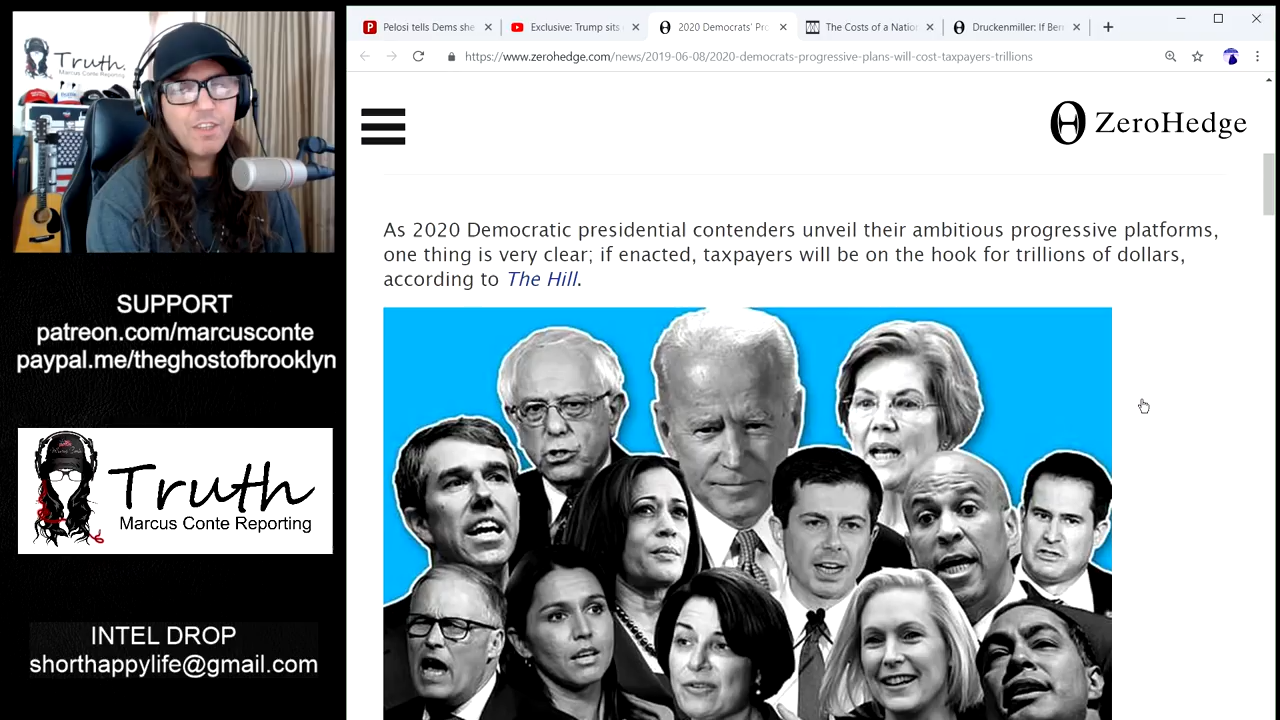 Truth.
Marcus Conte Reporting
SUPPORT
patreon.com/marcusconte
paypal.me/theghostofbrooklyn
Truth
Marcus Conte Reporting
INTEL DROP
shorthappylife@gmail.com
Pelosi tells Dems she
Exclusive: Trump sits
2020 Democrats' Pr
The Costs of a Nation
Druckenmiller: If Ber
https://www.zerohedge.com/news/2019-06-08/2020-democrats-progressive-plans-will-cost-taxpayers-trillions
ZeroHedge
As 2020 Democratic presidential contenders unveil their ambitious progressive platforms,
one thing is very clear; if enacted, taxpayers will be on the hook for trillions of dollars,
according to The Hill.